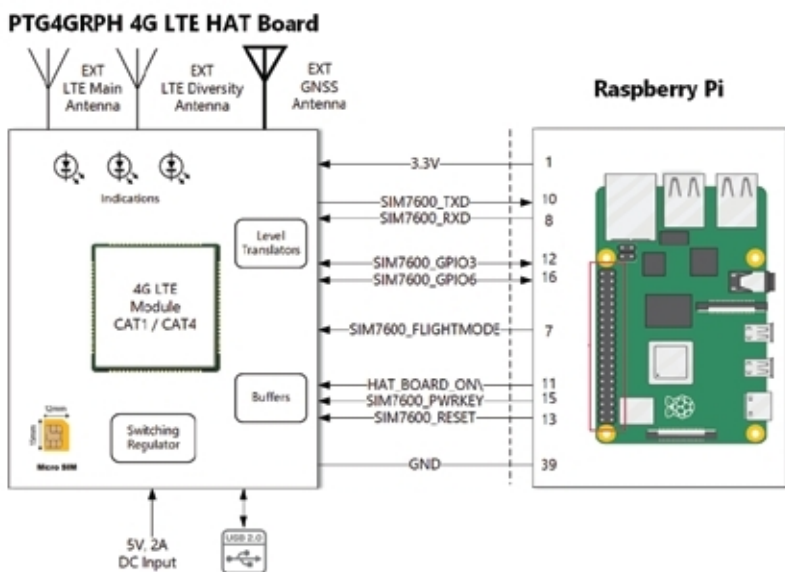 PTG4GRPH 4G LTE HAT Board
EXT
LTE Main
Antenna
EXT
LTE Diversity
Antenna
EXT
GNSS
Antenna
Raspberry Pi
Indications
Level
Translators
4G LTE
Module
CAT1 / CAT4
Buffers
Switching
Regulator
12mm
15mm
Micro SIM
3.3V 1
SIM7600_TXD 10
SIM7600_RXD 8
SIM7600_GPIO3 12
SIM7600_GPIO6 16
SIM7600_FLIGHTMODE 7
HAT_BOARD_ON\ 11
SIM7600_PWRKEY 15
SIM7600_RESET 13
GND 39
5V, 2A
DC Input
USB 2.0